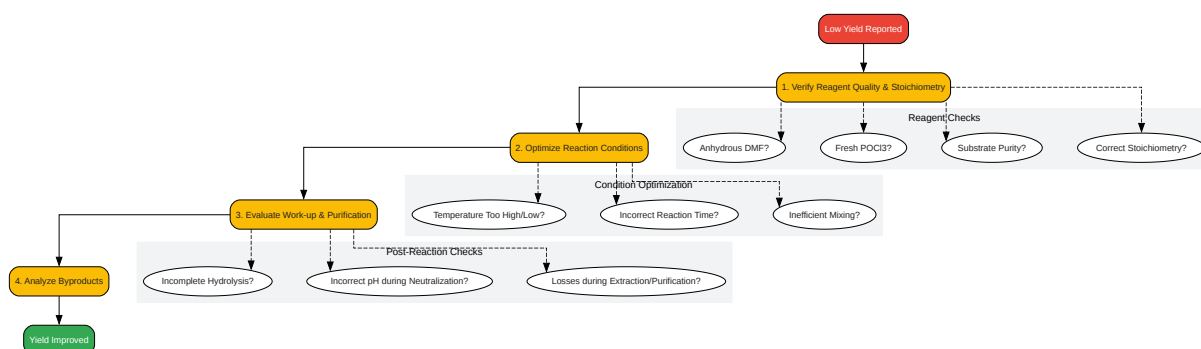 Low Yield Reported
1. Verify Reagent Quality & Stoichiometry
Reagent Checks
Anhydrous DMF?
Fresh POCl3?
Substrate Purity?
Correct Stoichiometry?
2. Optimize Reaction Conditions
Condition Optimization
Temperature Too High/Low?
Incorrect Reaction Time?
Inefficient Mixing?
3. Evaluate Work-up & Purification
Post-Reaction Checks
Incomplete Hydrolysis?
Incorrect pH during Neutralization?
Losses during Extraction/Purification?
4. Analyze Byproducts
Yield Improved